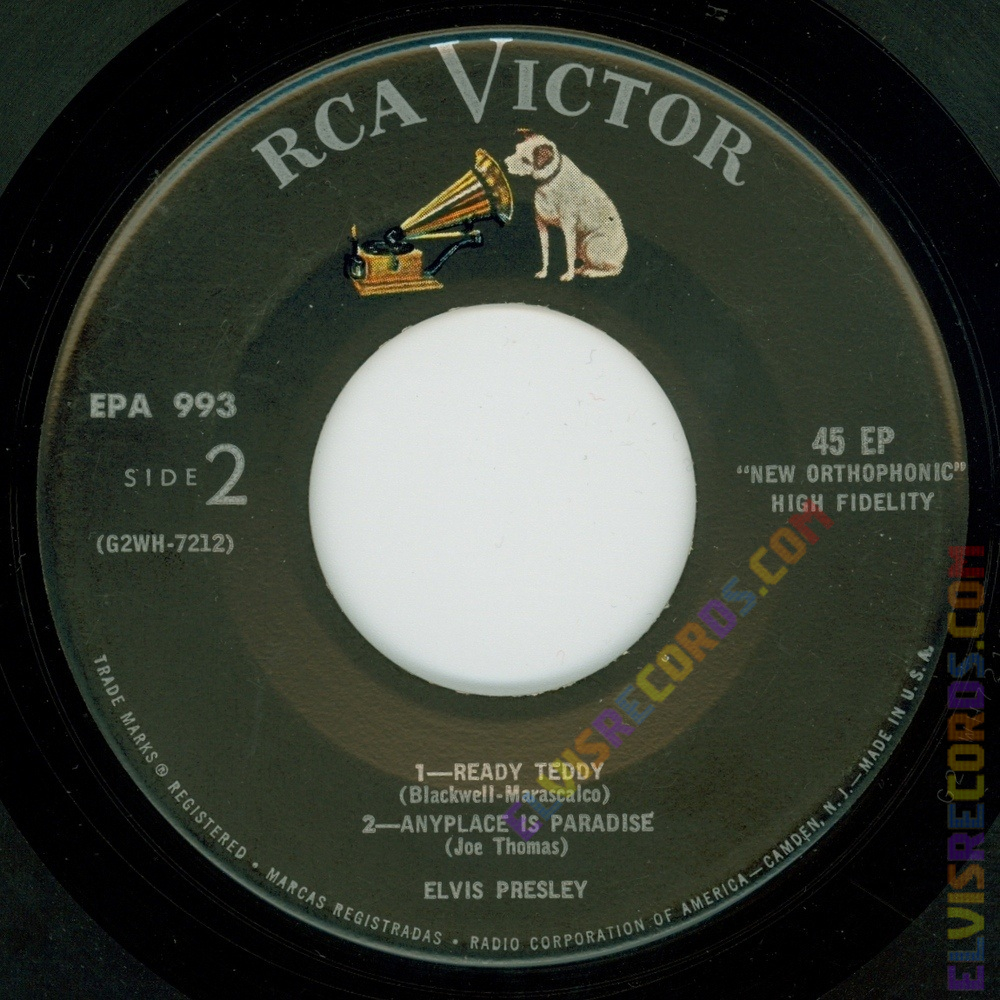 RCA VICTOR
EPA 993
SIDE 2
(G2WH-7212)
45 EP
"NEW ORTHOPHONIC"
HIGH FIDELITY
1—READY TEDDY
(Blackwell-Marascalco)
2—ANYPLACE IS PARADISE
(Joe Thomas)
ELVIS PRESLEY
TRADE MARKS ® REGISTERED • MARCAS REGISTRADAS • RADIO CORPORATION OF AMERICA—CAMDEN, N. J.—MADE IN U. S. A.
ELVISRECORDS.COM
ELVISRECORDS.COM